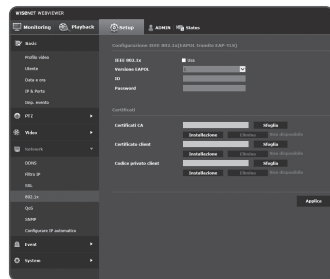 WISENET WEBVIEWER
Monitoring Playback Setup ADMIN Status
Basic
Profilo video
Utente
Data e ora
IP & Porta
Imp. evento
PTZ
Video
Network
DDNS
Filtro IP
SSL
802.1x
QoS
SNMP
Configurare IP automatico
Event
System
Configurazione IEEE 802.1x(EAPOL transfer EAP-TLS)
IEEE 802.1x Usa
Versione EAPOL 1
ID
Password
Certificati
Certificati CA Sfoglia
Installazione Elimina Non disponibile
Certificato client Sfoglia
Installazione Elimina Non disponibile
Codice privato client Sfoglia
Installazione Elimina Non disponibile
Applica